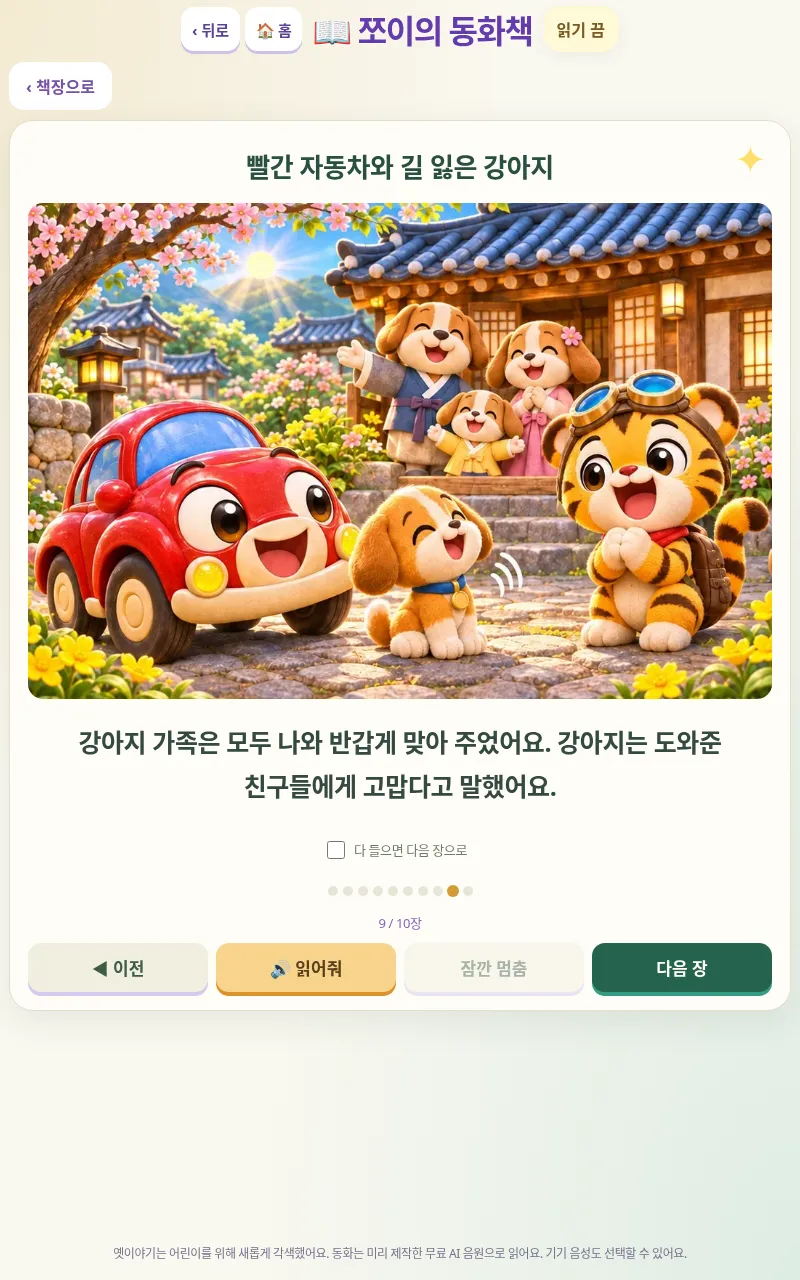 ‹ 뒤로
🏠 홈
📖 쪼이의 동화책
읽기 끔
‹ 책장으로
빨간 자동차와 길 잃은 강아지
강아지 가족은 모두 나와 반갑게 맞아 주었어요. 강아지는 도와준
친구들에게 고맙다고 말했어요.
다 들으면 다음 장으로
9 / 10장
◀ 이전
🔊 읽어줘
잠깐 멈춤
다음 장
옛이야기는 어린이를 위해 새롭게 각색했어요. 동화는 미리 제작한 무료 AI 음원으로 읽어요. 기기 음성도 선택할 수 있어요.